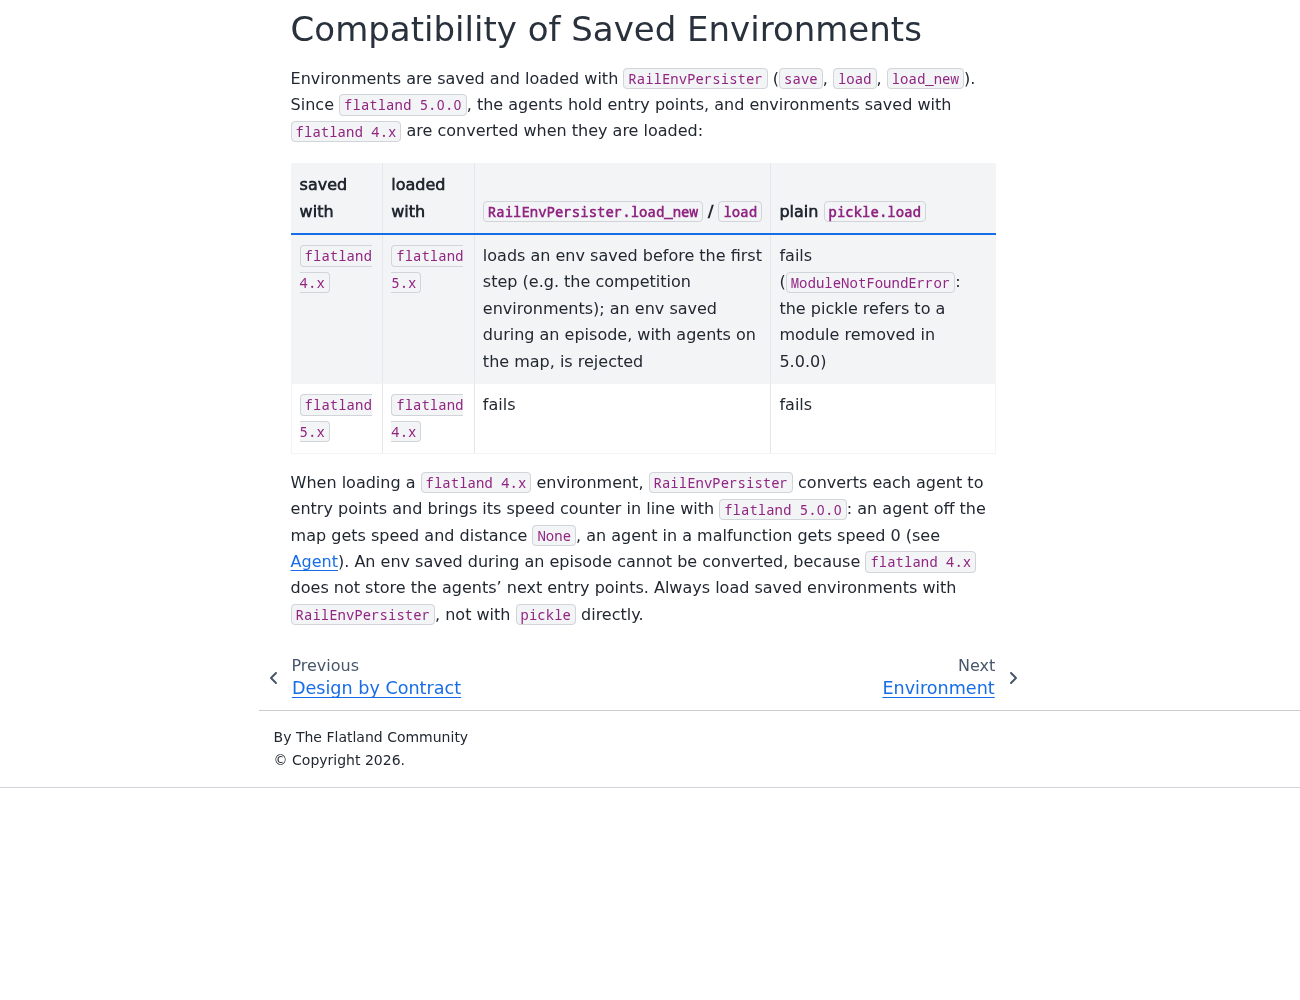 Compatibility of Saved Environments
Environments are saved and loaded with RailEnvPersister (save, load, load_new).
Since flatland 5.0.0, the agents hold entry points, and environments saved with
flatland 4.x are converted when they are loaded:
saved with
loaded with
RailEnvPersister.load_new / load
plain pickle.load
flatland
4.x
flatland
5.x
loads an env saved before the first
step (e.g. the competition
environments); an env saved
during an episode, with agents on
the map, is rejected
fails
(ModuleNotFoundError:
the pickle refers to a
module removed in
5.0.0)
flatland
5.x
flatland
4.x
fails
fails
When loading a flatland 4.x environment, RailEnvPersister converts each agent to
entry points and brings its speed counter in line with flatland 5.0.0: an agent off the
map gets speed and distance None, an agent in a malfunction gets speed 0 (see
Agent). An env saved during an episode cannot be converted, because flatland 4.x
does not store the agents’ next entry points. Always load saved environments with
RailEnvPersister, not with pickle directly.
Previous
Design by Contract
Next
Environment
By The Flatland Community
© Copyright 2026.